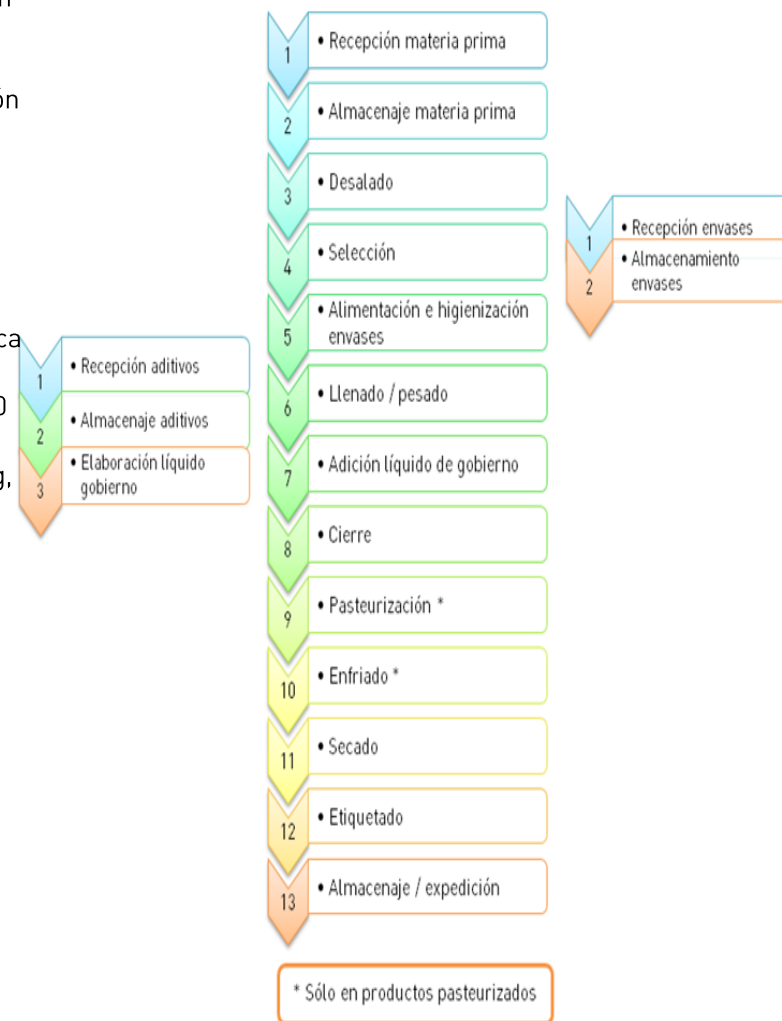 ón
ca
0
g,
1
• Recepción materia prima
2
• Almacenaje materia prima
3
• Desalado
4
• Selección
5
• Alimentación e higienización
envases
6
• Llenado / pesado
7
• Adición líquido de gobierno
8
• Cierre
9
• Pasteurización *
10
• Enfriado *
11
• Secado
12
• Etiquetado
13
• Almacenaje / expedición
* Sólo en productos pasteurizados
1
• Recepción aditivos
2
• Almacenaje aditivos
3
• Elaboración líquido
gobierno
1
• Recepción envases
2
• Almacenamiento
envases